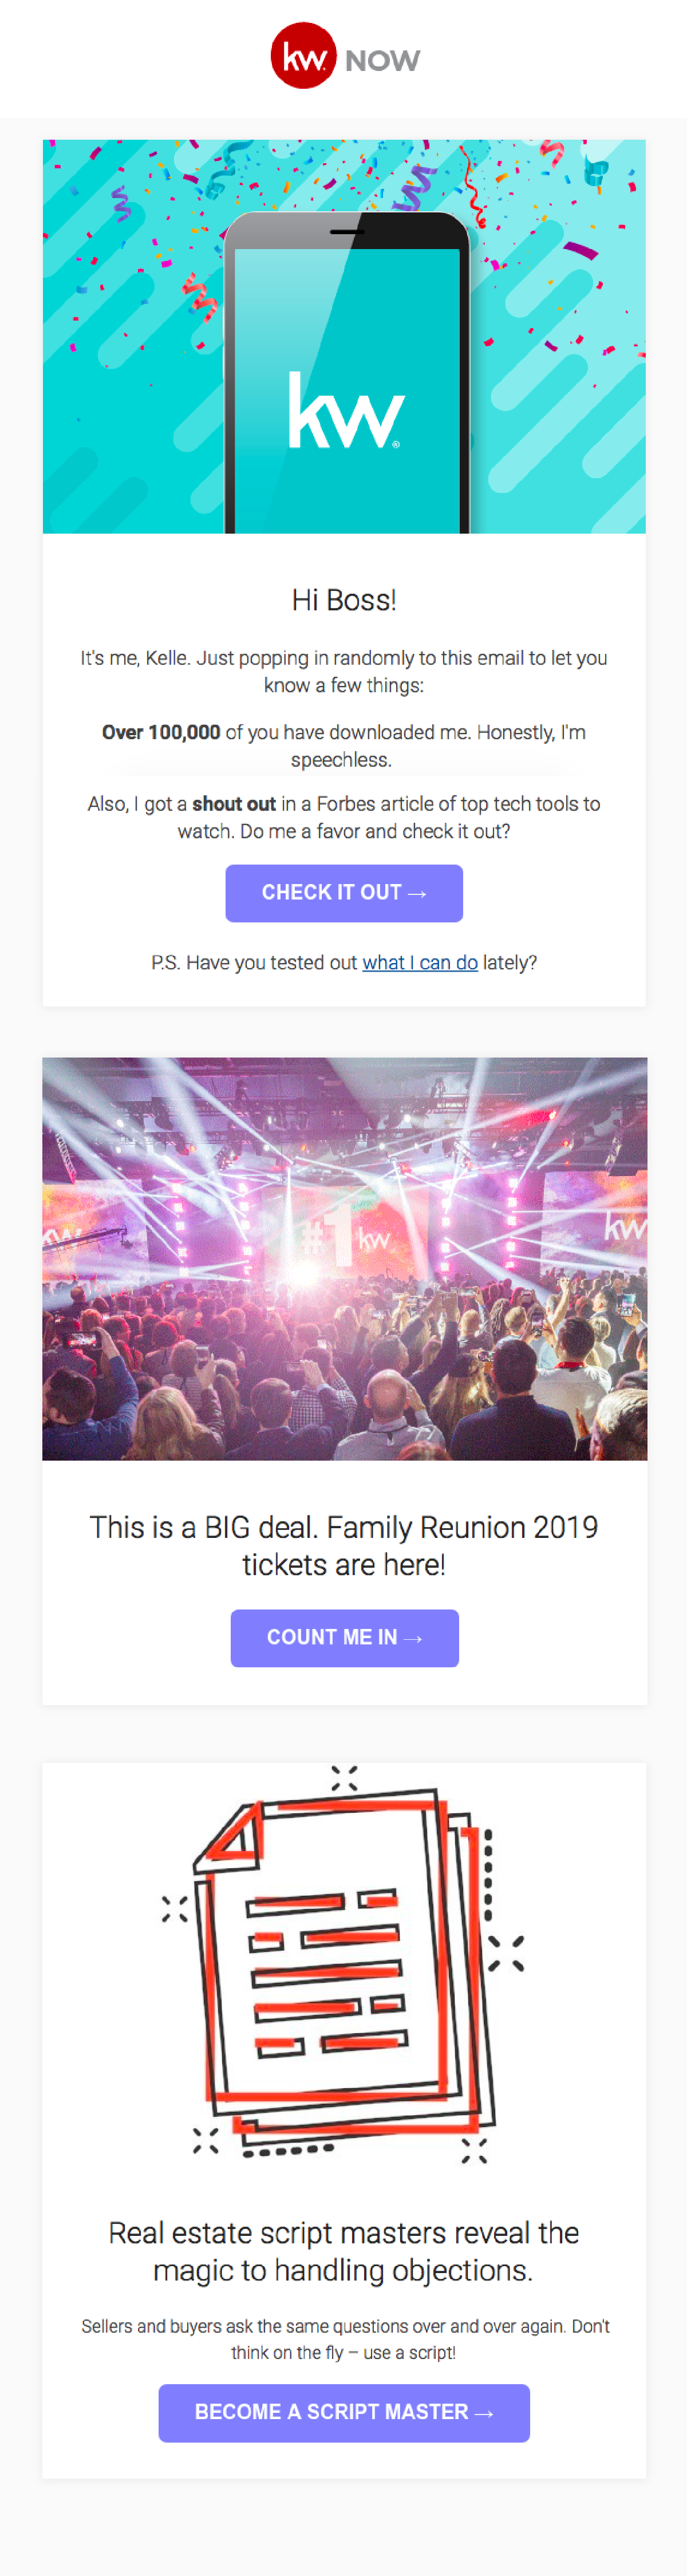 kw. NOW
kw®
Hi Boss!
It's me, Kelle. Just popping in randomly to this email to let you
know a few things:
Over 100,000 of you have downloaded me. Honestly, I'm
speechless.
Also, I got a shout out in a Forbes article of top tech tools to
watch. Do me a favor and check it out?
CHECK IT OUT →
P.S. Have you tested out what I can do lately?
kw #1 kw kw
This is a BIG deal. Family Reunion 2019
tickets are here!
COUNT ME IN →
Real estate script masters reveal the
magic to handling objections.
Sellers and buyers ask the same questions over and over again. Don't
think on the fly – use a script!
BECOME A SCRIPT MASTER →